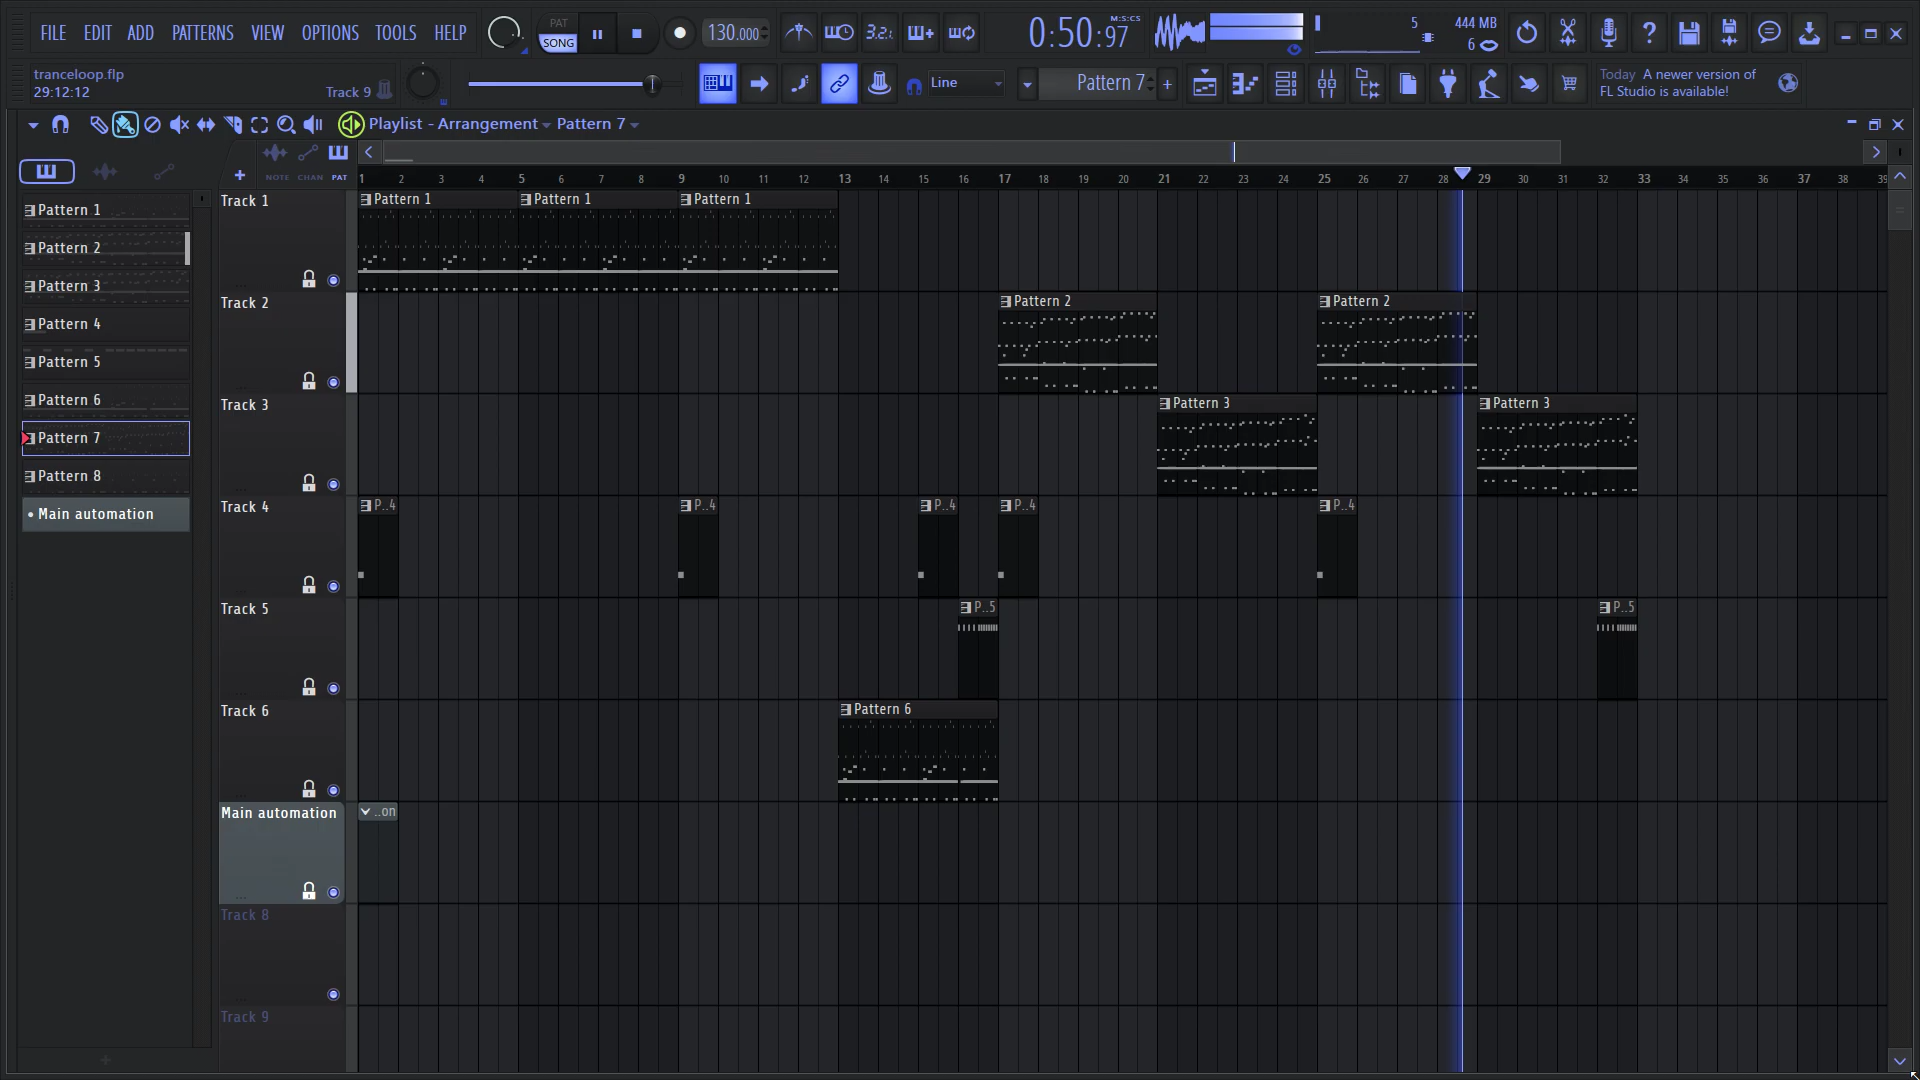 FILE EDIT ADD PATTERNS VIEW OPTIONS TOOLS HELP
PAT
SONG
130.000
3.2.
0:50:97
M:S:CS
5
444 MB
6
tranceloop.flp
29:12:12
Track 9
Line
Pattern 7
Today A newer version of
FL Studio is available!
Playlist - Arrangement Pattern 7
NOTE CHAN PAT
1 2 3 4 5 6 7 8 9 10 11 12 13 14 15 16 17 18 19 20 21 22 23 24 25 26 27 28 29 30 31 32 33 34 35 36 37 38 39
Pattern 1
Pattern 2
Pattern 3
Pattern 4
Pattern 5
Pattern 6
Pattern 7
Pattern 8
Main automation
Track 1
Pattern 1 Pattern 1 Pattern 1
Track 2
Pattern 2 Pattern 2
Track 3
Pattern 3 Pattern 3
Track 4
P..4 P..4 P..4 P..4 P..4
Track 5
P..5 P..5
Track 6
Pattern 6
Main automation
..on
Track 8
Track 9